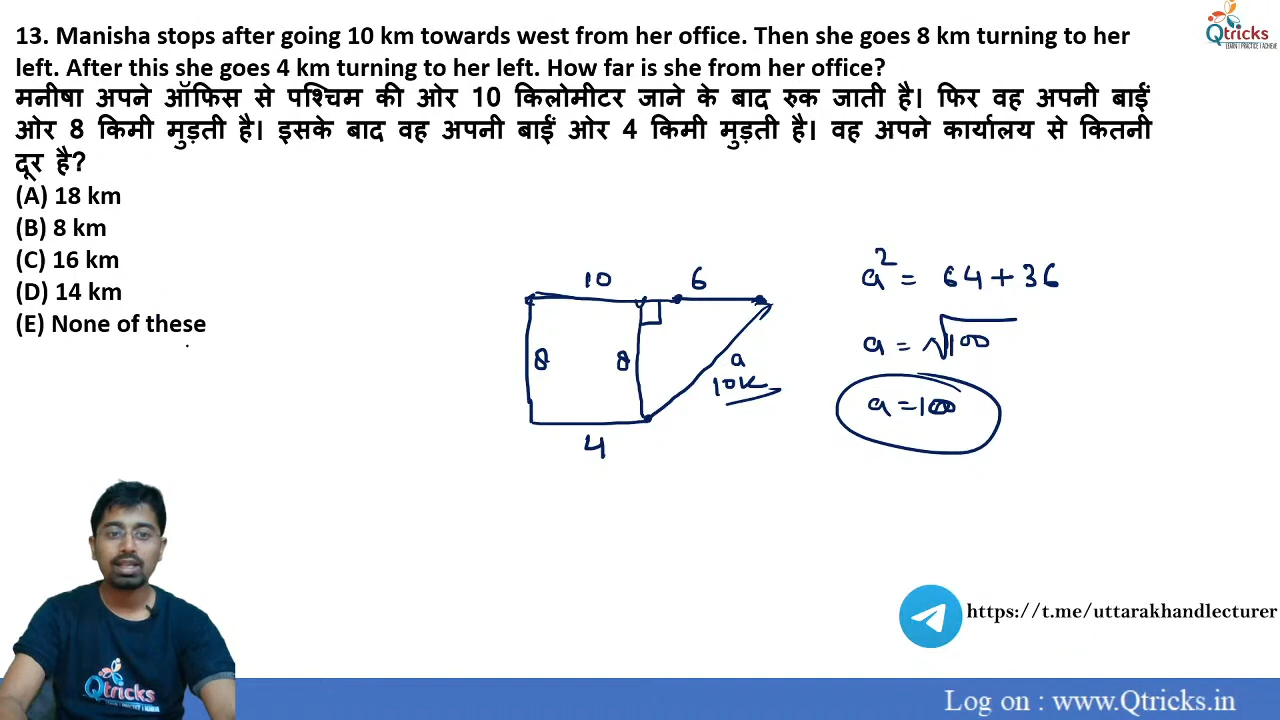 Qtricks
LEARN | PRACTICE | ACHIEVE
13. Manisha stops after going 10 km towards west from her office. Then she goes 8 km turning to her
left. After this she goes 4 km turning to her left. How far is she from her office?
मनीषा अपने ऑफिस से पश्चिम की ओर 10 किलोमीटर जाने के बाद रुक जाती है। फिर वह अपनी बाईं
ओर 8 किमी मुड़ती है। इसके बाद वह अपनी बाईं ओर 4 किमी मुड़ती है। वह अपने कार्यालय से कितनी
दूर है?
(A) 18 km
(B) 8 km
(C) 16 km
(D) 14 km
(E) None of these
10 6
8 8 a
10k
4
a² = 64 + 36
a = √100
a = 100
Qtricks
https://t.me/uttarakhandlecturer
Log on : www.Qtricks.in